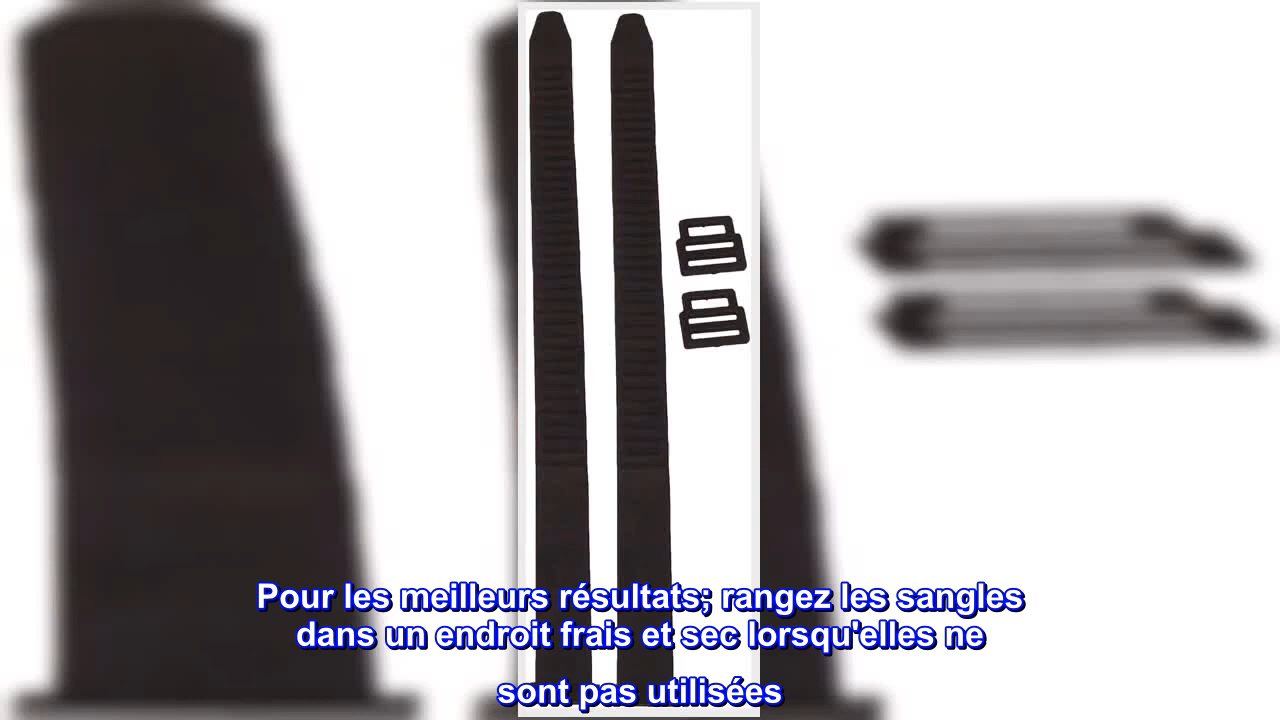 Pour les meilleurs résultats; rangez les sangles
dans un endroit frais et sec lorsqu'elles ne
sont pas utilisées